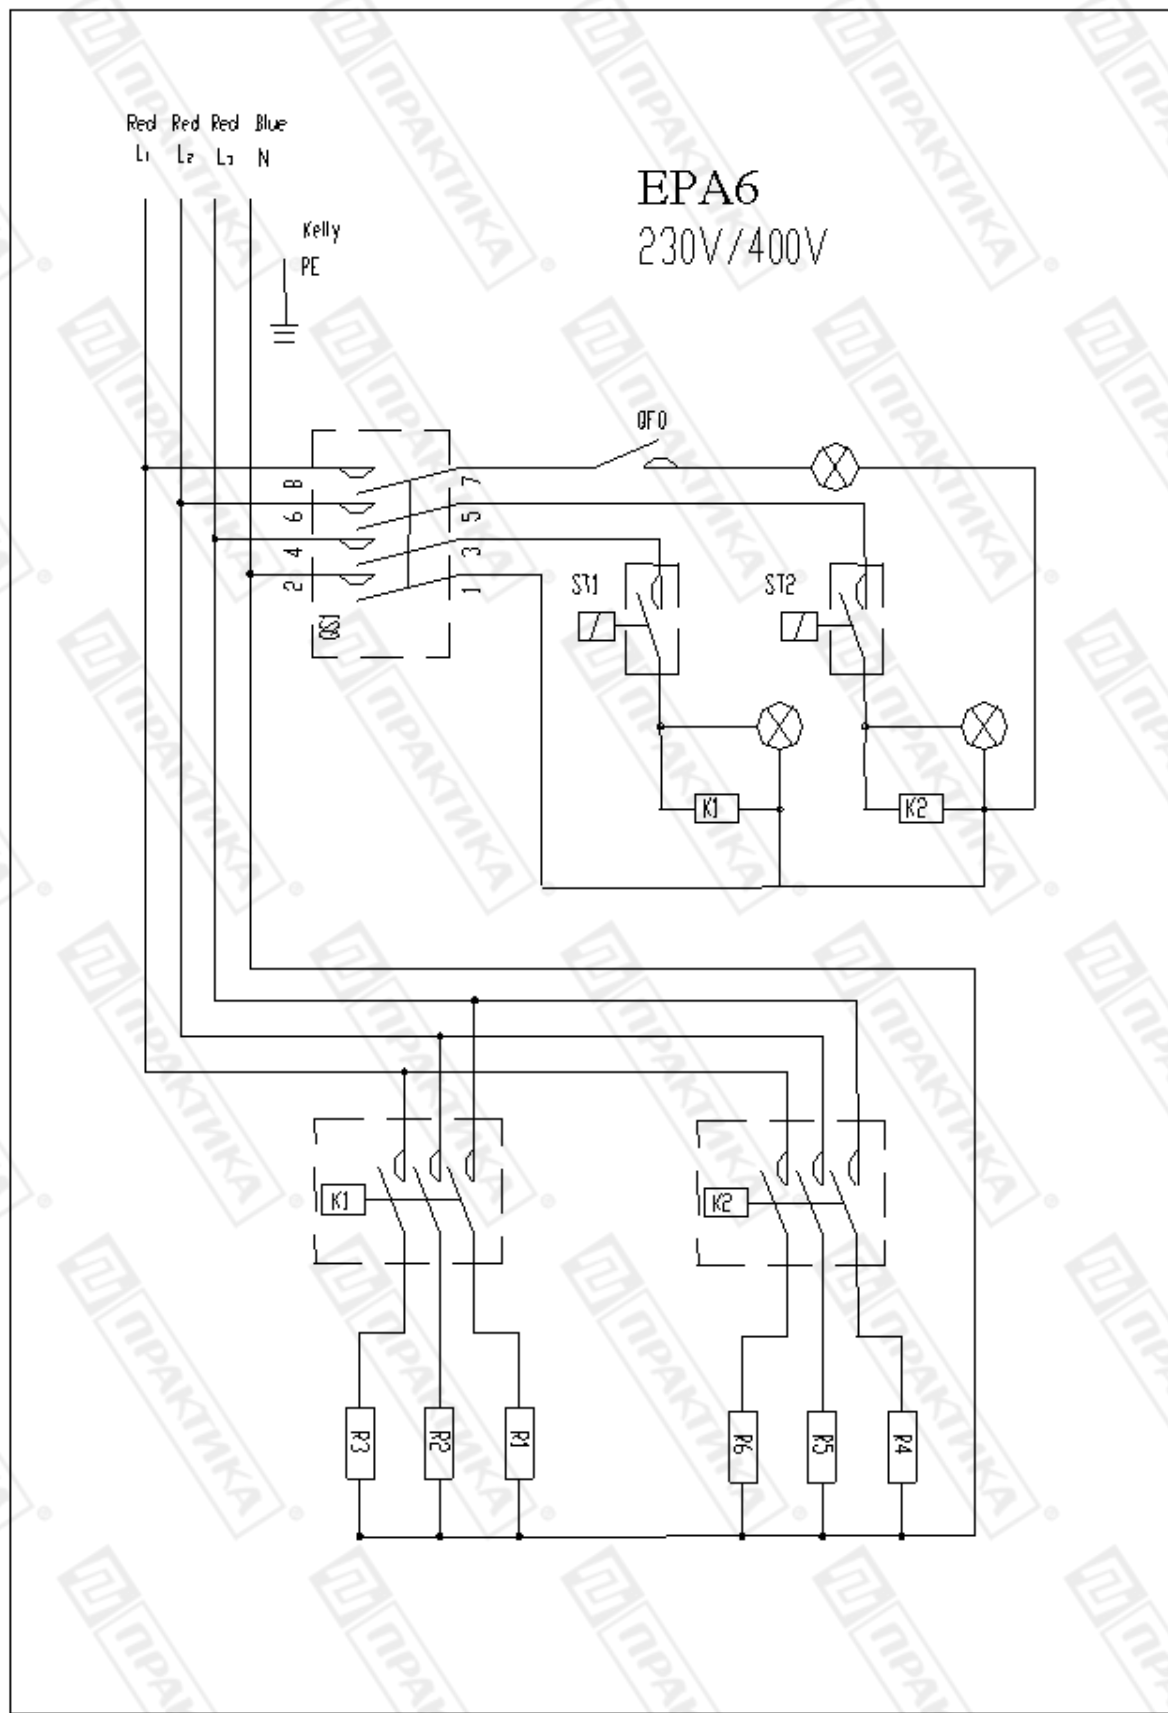 Red Red Red Blue
L1 L2 L3 N
EPA6
230V/400V
Kelly
PE
QF0
8 7
6 5
4 3
2 1
QS1
ST1 ST2
K1 K2
K1 K2
R3 R2 R1 R6 R5 R4
ПРАКТИКА